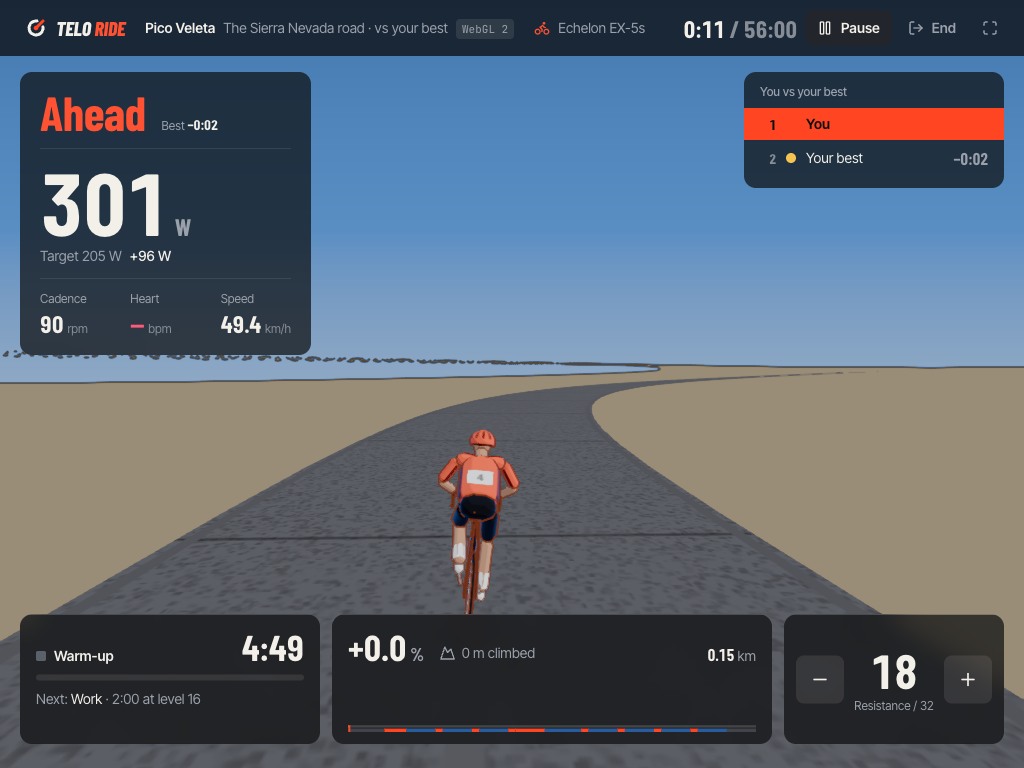 TELO RIDE Pico Veleta The Sierra Nevada road · vs your best WebGL 2 Echelon EX-5s 0:11 / 56:00 Pause End
Ahead Best −0:02
301 W
Target 205 W +96 W
Cadence Heart Speed
90 rpm – bpm 49.4 km/h
You vs your best
1 You
2 Your best −0:02
4
Warm-up 4:49
Next: Work · 2:00 at level 16
+0.0 % 0 m climbed 0.15 km
− 18 +
Resistance / 32